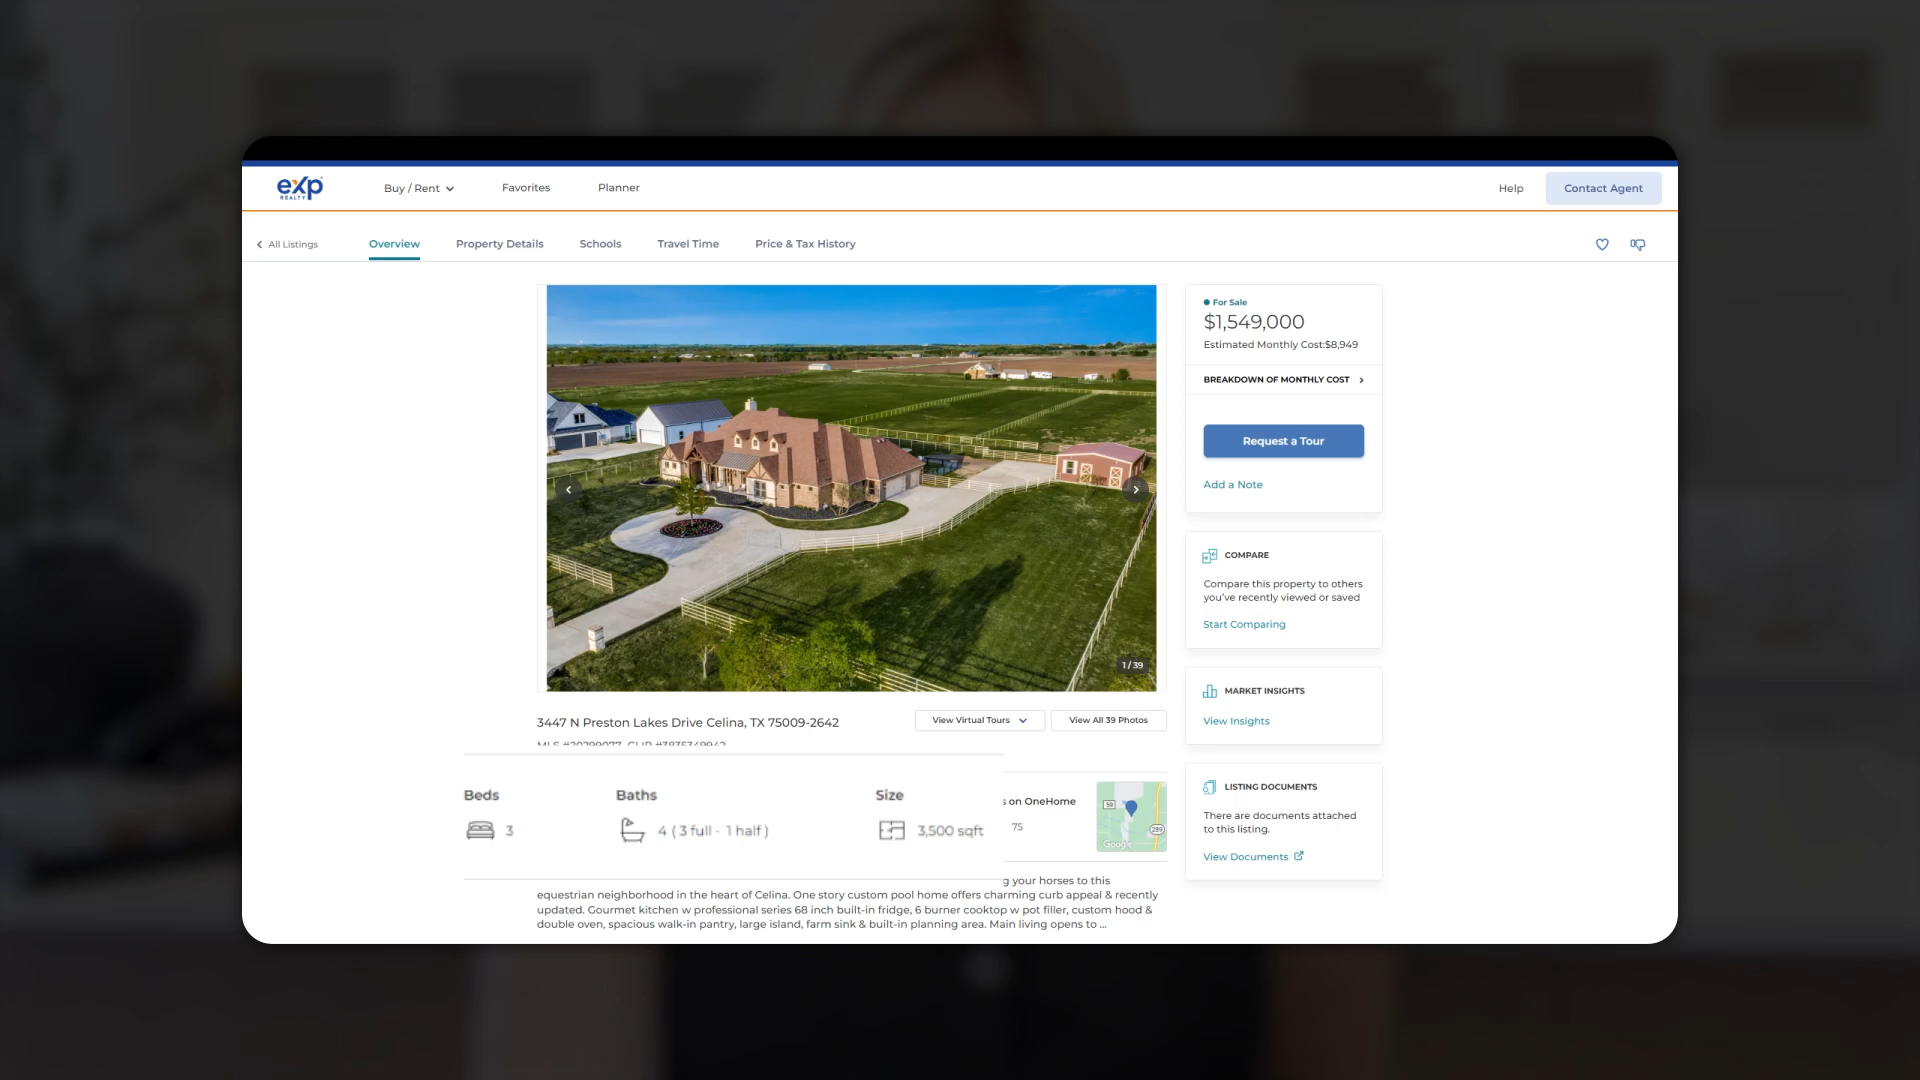 exp
REALTY
Buy / Rent
Favorites
Planner
Help
Contact Agent
All Listings
Overview
Property Details
Schools
Travel Time
Price & Tax History
For Sale
$1,549,000
Estimated Monthly Cost:$8,949
BREAKDOWN OF MONTHLY COST
Request a Tour
Add a Note
1 / 39
COMPARE
Compare this property to others
you've recently viewed or saved
Start Comparing
MARKET INSIGHTS
View Insights
3447 N Preston Lakes Drive Celina, TX 75009-2642
View Virtual Tours
View All 39 Photos
MLS #20299077
Beds
Baths
Size
3
4 ( 3 full - 1 half )
3,500 sqft
on OneHome
75
59
289
Google
LISTING DOCUMENTS
There are documents attached
to this listing.
View Documents
your horses to this
equestrian neighborhood in the heart of Celina. One story custom pool home offers charming curb appeal & recently
updated. Gourmet kitchen w professional series 68 inch built-in fridge, 6 burner cooktop w pot filler, custom hood &
double oven, spacious walk-in pantry, large island, farm sink & built-in planning area. Main living opens to ...